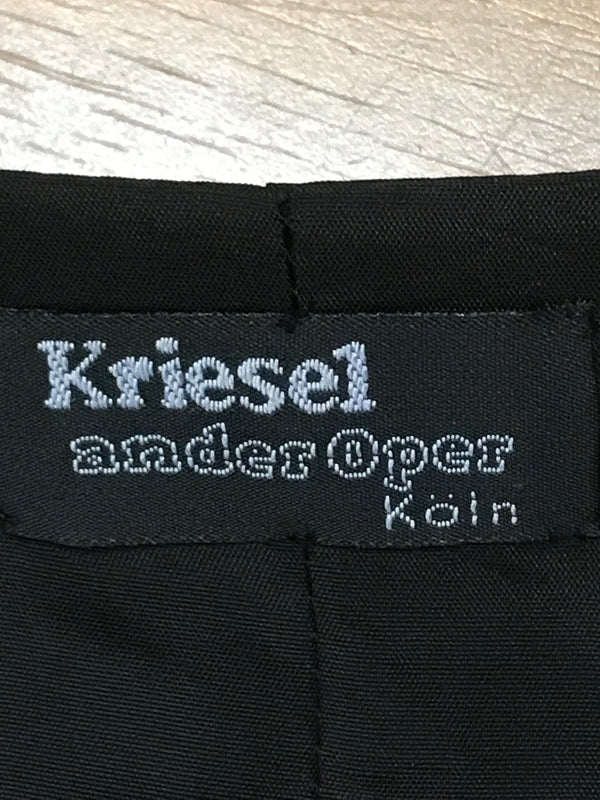 Kriesel
an der Oper
Köln